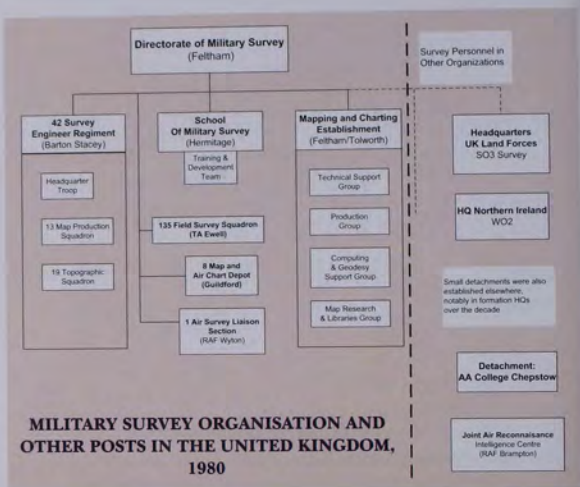 Directorate of Military Survey
(Feltham)
Survey Personnel in
Other Organizations
42 Survey
Engineer Regiment
(Barton Stacey)
Headquarter
Troop
13 Map Production
Squadron
19 Topographic
Squadron
School
Of Military Survey
(Hermitage)
Training &
Development
Team
135 Field Survey Squadron
(TA Ewell)
8 Map and
Air Chart Depot
(Guildford)
1 Air Survey Liaison
Section
(RAF Wyton)
Mapping and Charting
Establishment
(Feltham/Tolworth)
Technical Support
Group
Production
Group
Computing
& Geodesy
Support Group
Map Research
& Libraries Group
Headquarters
UK Land Forces
SO3 Survey
HQ Northern Ireland
WO2
Small detachments were also
established elsewhere,
notably in formation HQs
over the decade
Detachment:
AA College Chepstow
Joint Air Reconnaisance
Intelligence Centre
(RAF Brampton)
MILITARY SURVEY ORGANISATION AND
OTHER POSTS IN THE UNITED KINGDOM,
1980